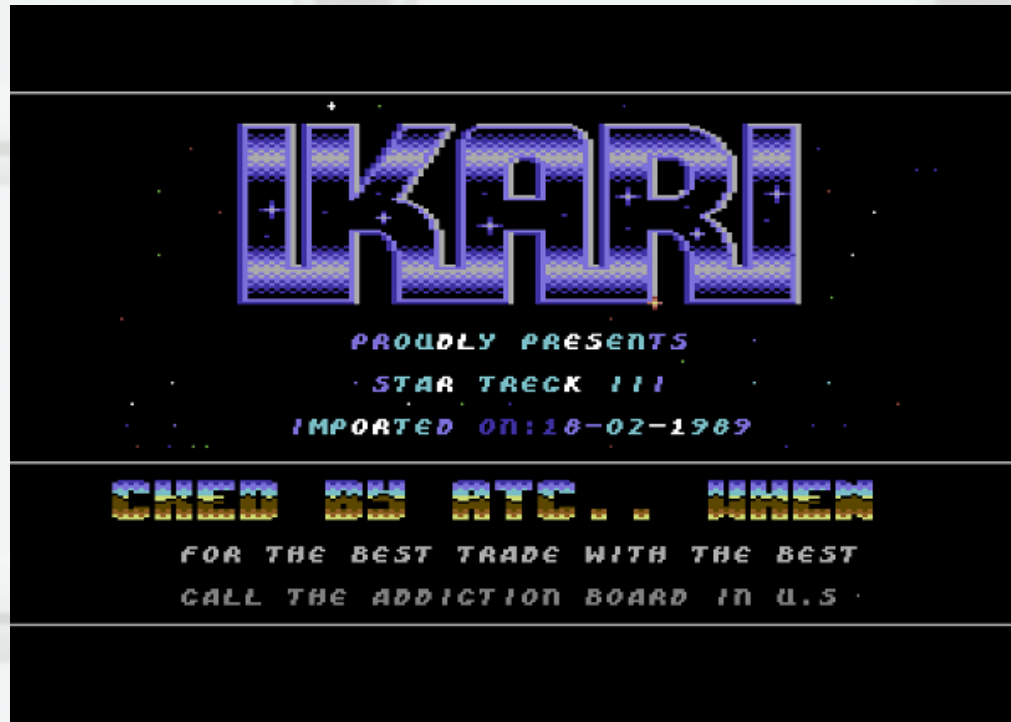 IKARI
PROUDLY PRESENTS
STAR TRECK III
IMPORTED ON:18-02-1989
CKED BY ATC.. WHEN
FOR THE BEST TRADE WITH THE BEST
CALL THE ADDICTION BOARD IN U.S